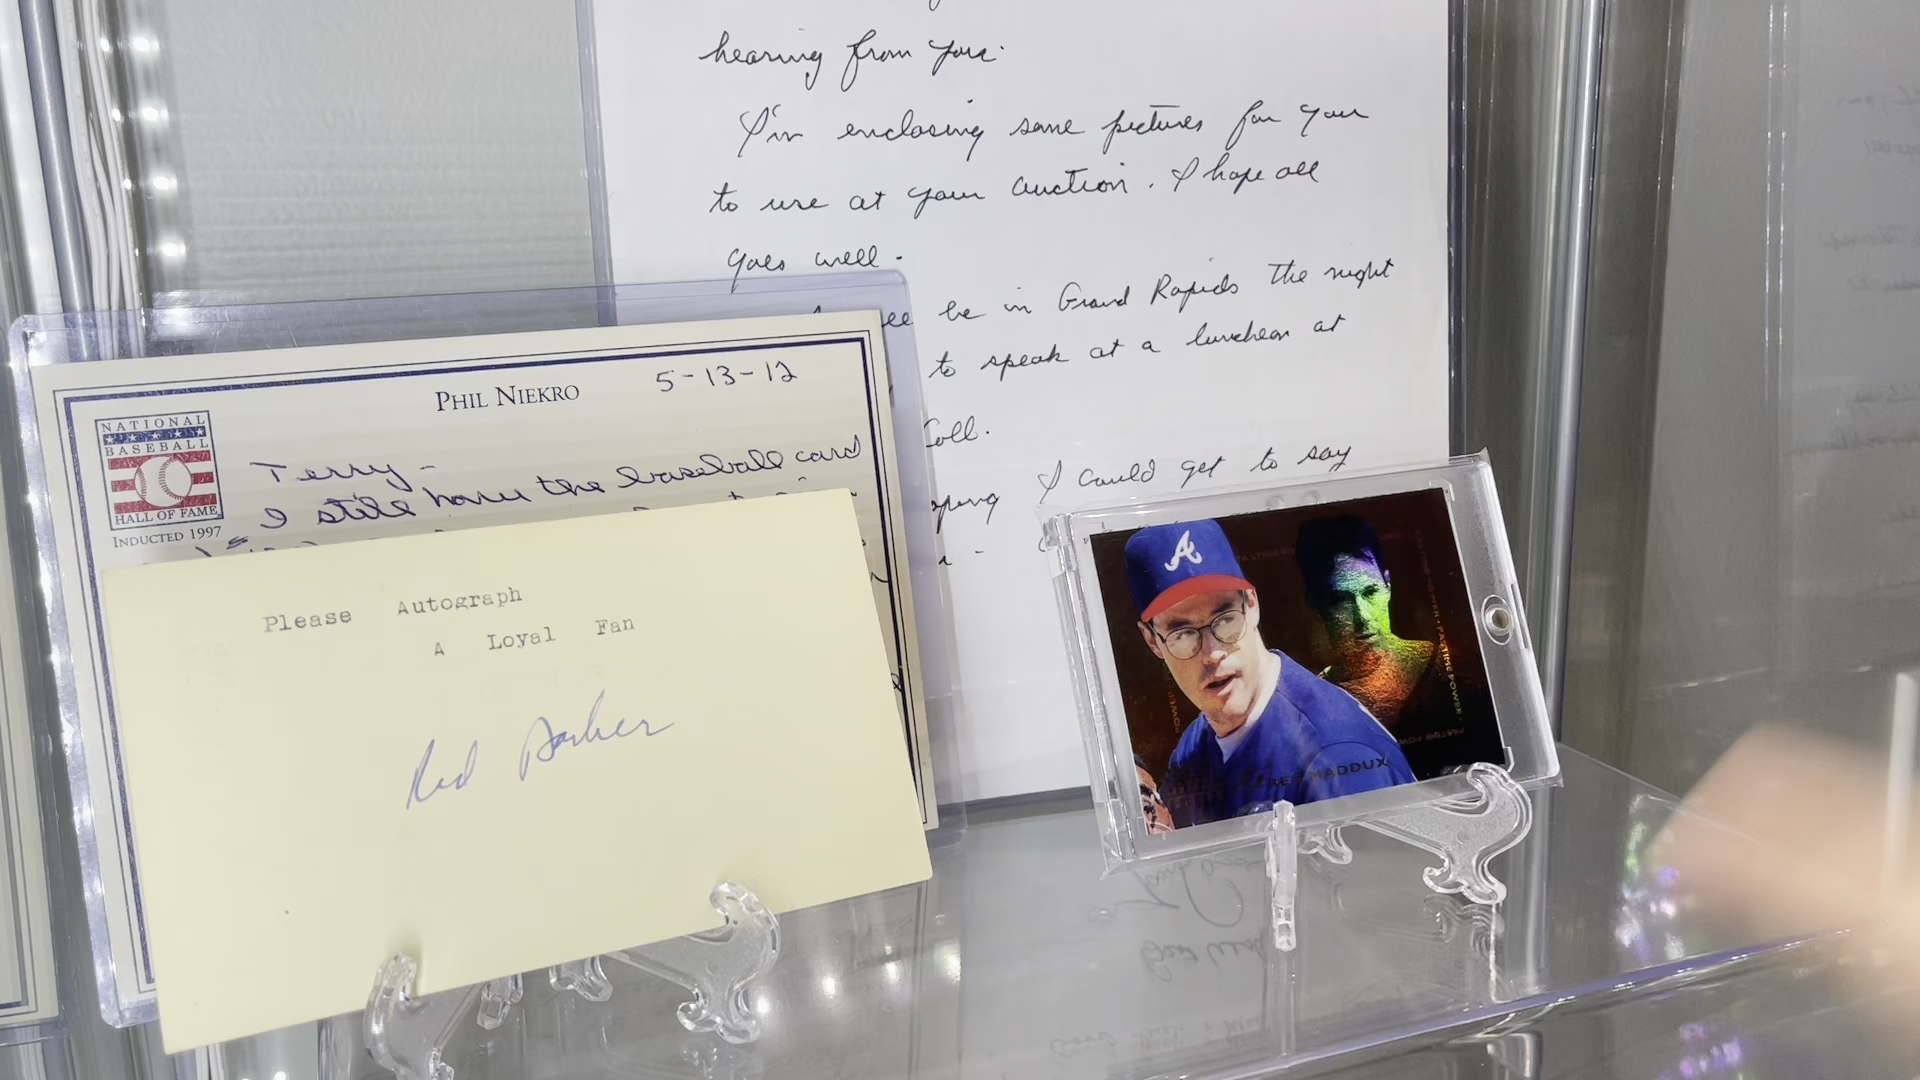 hearing from you.
I'm enclosing some pictures for you
to use at your auction. I hope all
goes well.
be in Grand Rapids the night
to speak at a luncheon at
Coll.
I could get to say
PHIL NIEKRO
5-13-12
NATIONAL
BASEBALL
HALL OF FAME
INDUCTED 1997
Terry-
I still have the baseball card
Please Autograph
A Loyal Fan
Red Barber
A
MADDUX
PASTIME POWER